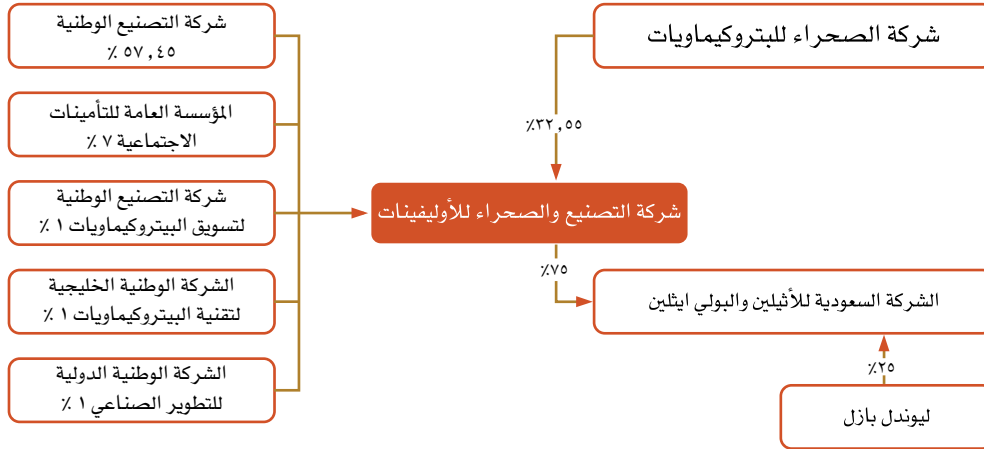 شركة الصحراء للبتروكيماويات
شركة التصنيع الوطنية
٥٧,٤٥ ٪
المؤسسة العامة للتأمينات
الاجتماعية ٧ ٪
٪٣٢,٥٥
شركة التصنيع الوطنية
لتسويق البيتروكيماويات ١ ٪
شركة التصنيع والصحراء للأوليفينات
الشركة الوطنية الخليجية
لتقنية البيتروكيماويات ١ ٪
٪٧٥
الشركة السعودية للأثيلين والبولي ايثلين
الشركة الوطنية الدولية
للتطوير الصناعي ١ ٪
٪٢٥
ليوندل بازل